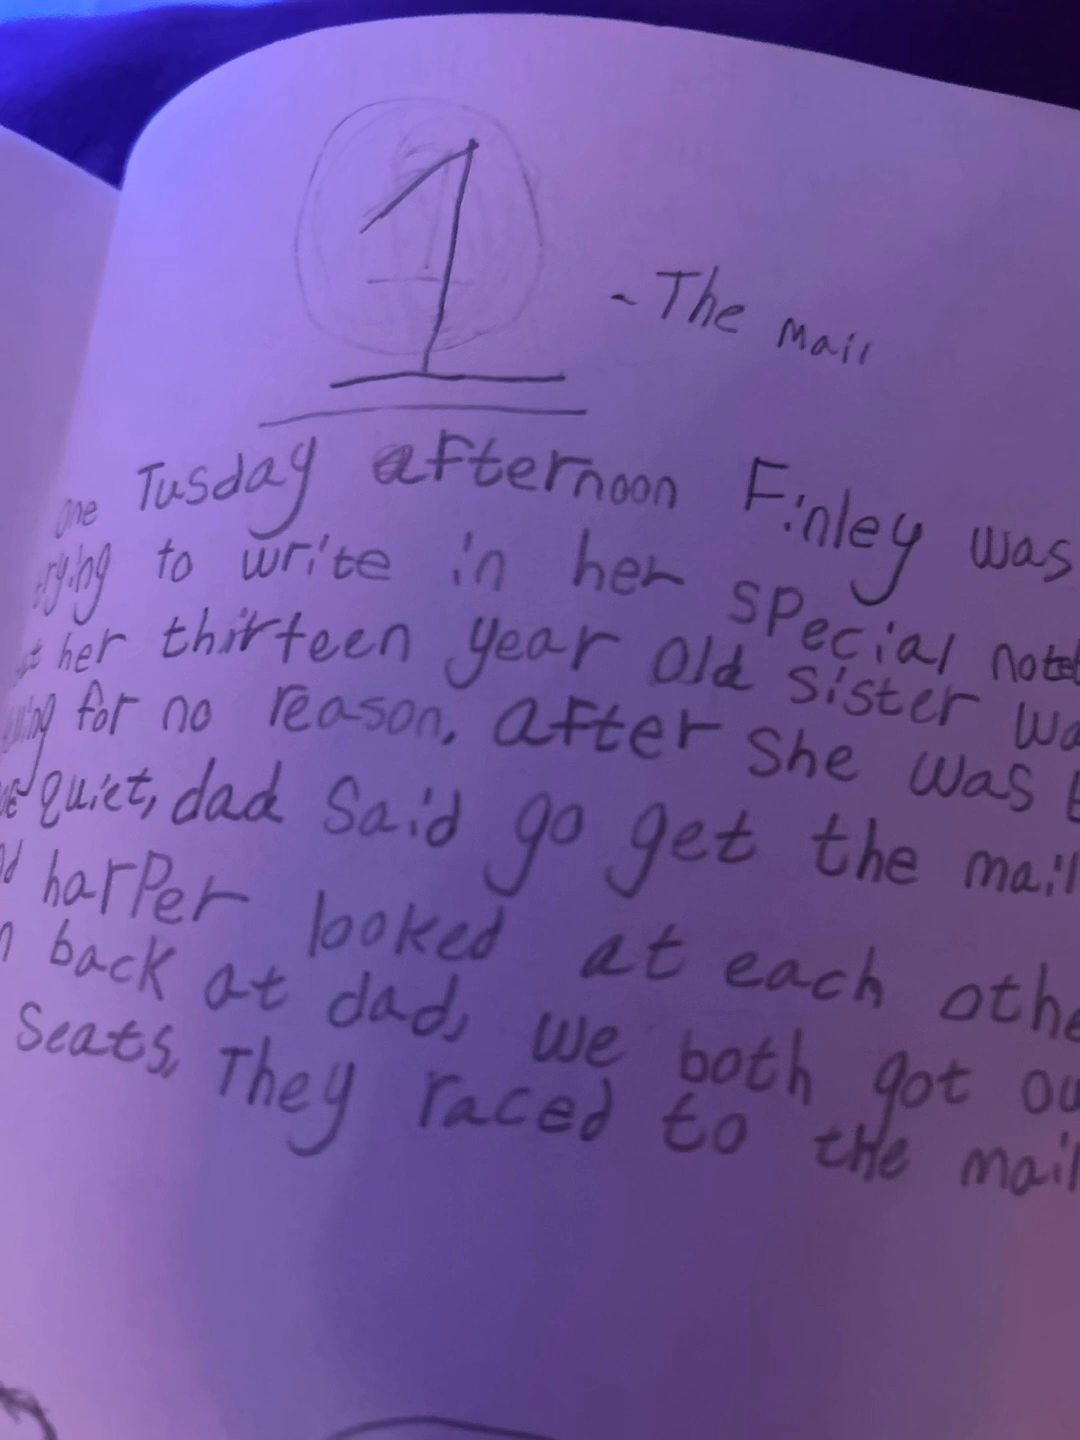 1
~ The mail
one Tusday afternoon Finley was
trying to write in her special
her thirteen year old sister
for no reason, after she was
quiet, dad said go get the mail
harper looked at each
back at dad, we both got
seats, They raced to the mail